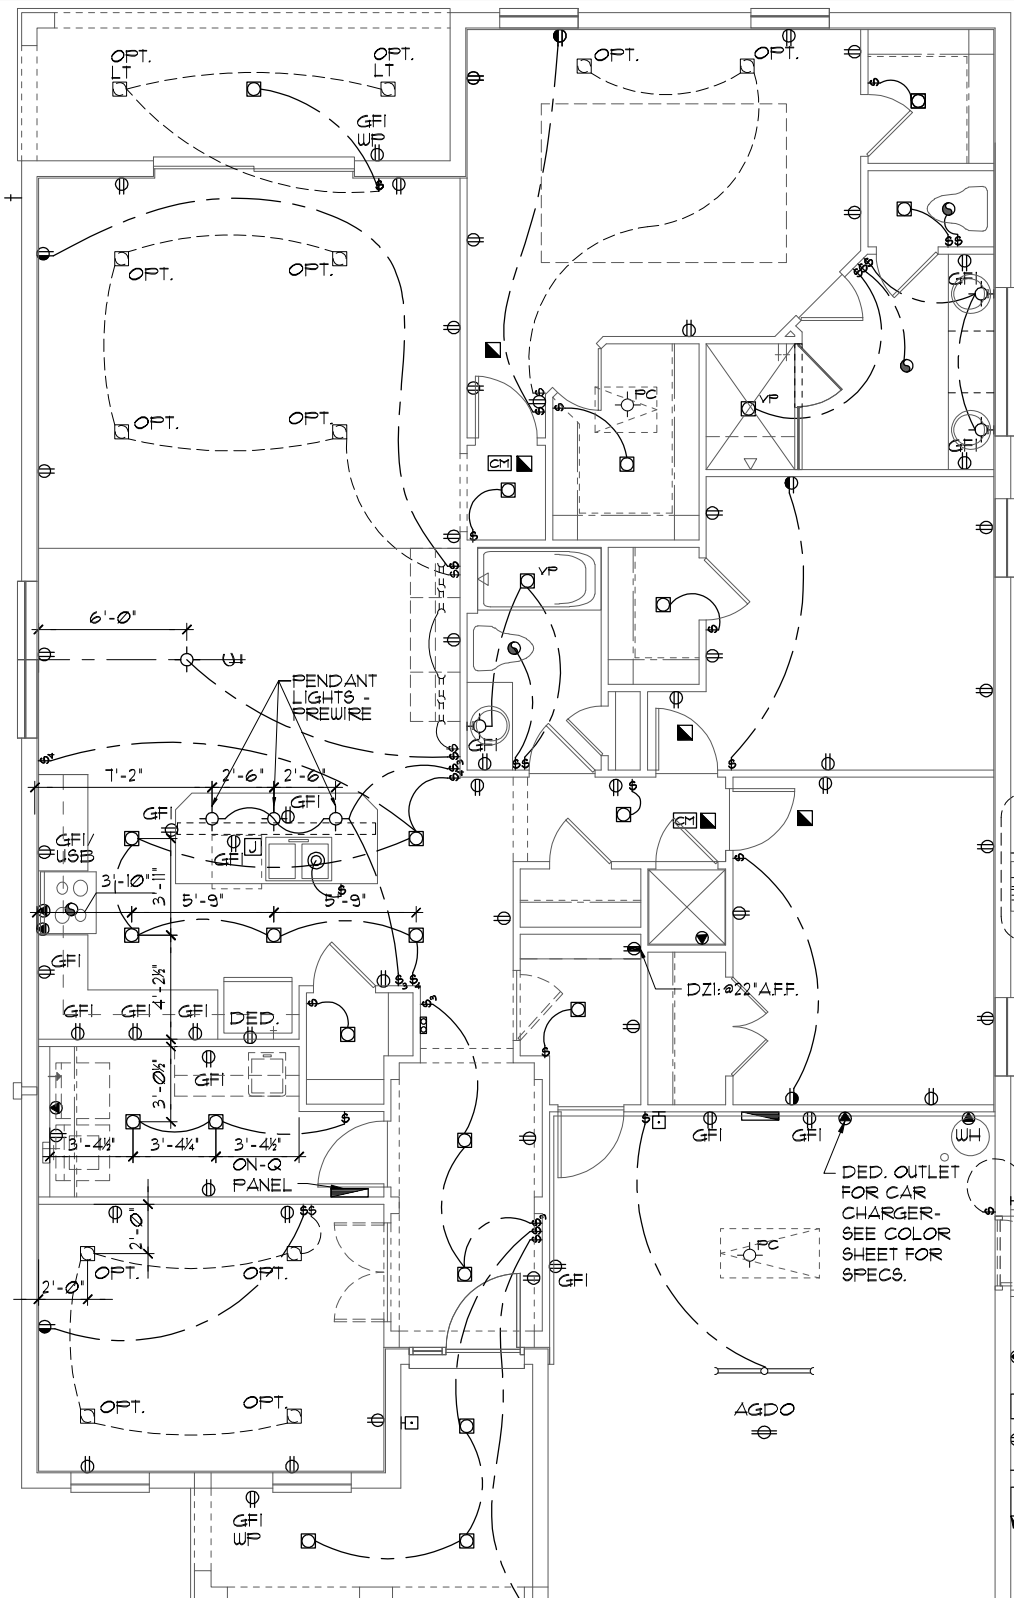 OPT.
LT
OPT.
LT
GFI
WP
OPT.
OPT.
OPT.
OPT.
OPT.
OPT.
GFI
PC
VP
GFI
CM
VP
6'-0"
PENDANT
LIGHTS -
PREWIRE
GFI
7'-2"
2'-6"
2'-6"
GFI
GFI
GFI/
USB
GFI
J
3'-10"
3'-11"
5'-9"
5'-9"
CM
GFI
4'-2½"
DZ1: @22" A.F.F.
GFI
GFI
GFI
DED.
GFI
3'-0½"
3'-4½"
3'-4¼"
3'-4½"
ON-Q
PANEL
GFI
GFI
WH
DED. OUTLET
FOR CAR
CHARGER-
SEE COLOR
SHEET FOR
SPECS.
2'-0"
PC
GFI
OPT.
OPT.
2'-0"
OPT.
OPT.
AGDO
GFI
WP